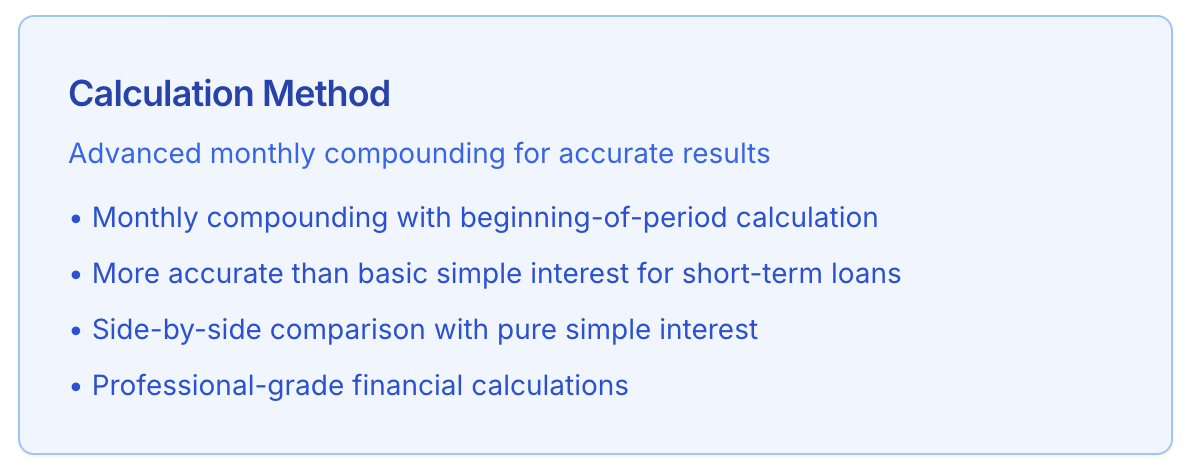 Calculation Method
Advanced monthly compounding for accurate results
• Monthly compounding with beginning-of-period calculation
• More accurate than basic simple interest for short-term loans
• Side-by-side comparison with pure simple interest
• Professional-grade financial calculations